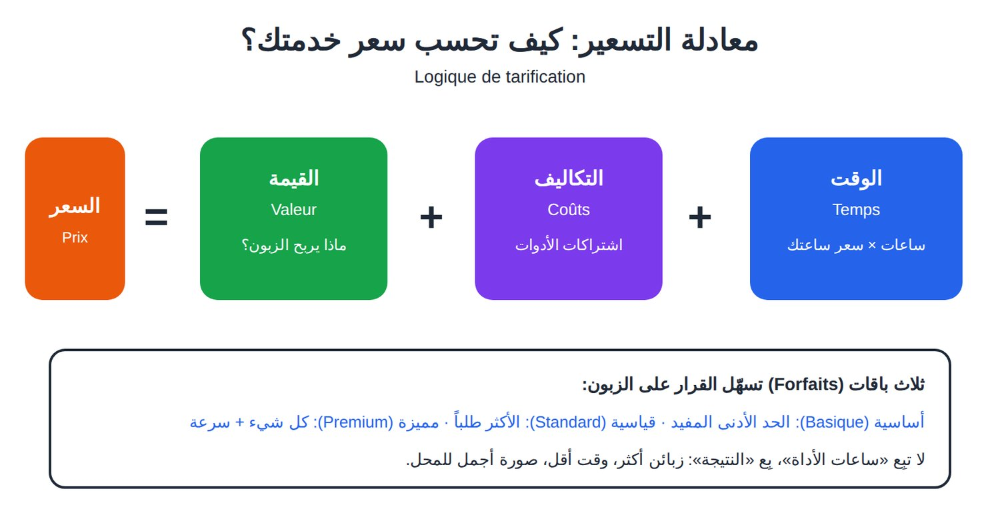 معادلة التسعير: كيف تحسب سعر خدمتك؟
Logique de tarification
الوقت
Temps
ساعات × سعر ساعتك
+
التكاليف
Coûts
اشتراكات الأدوات
+
القيمة
Valeur
ماذا يربح الزبون؟
=
السعر
Prix
ثلاث باقات (Forfaits) تسهّل القرار على الزبون:
أساسية (Basique): الحد الأدنى المفيد · قياسية (Standard): الأكثر طلباً · مميزة (Premium): كل شيء + سرعة
لا تبِع «ساعات الأداة»، بِع «النتيجة»: زبائن أكثر، وقت أقل، صورة أجمل للمحل.